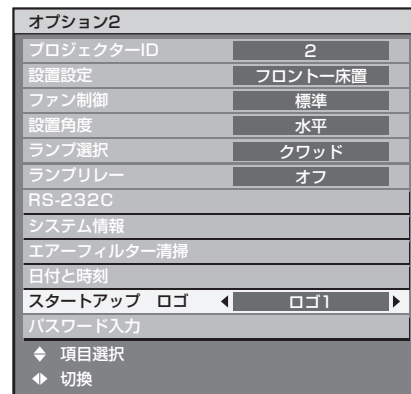 オプション2
プロジェクターID 2
設置設定 フロントー床置
ファン制御 標準
設置角度 水平
ランプ選択 クワッド
ランプリレー オフ
RS-232C
システム情報
エアーフィルター清掃
日付と時刻
スタートアップ ロゴ ロゴ1
パスワード入力
項目選択
切換